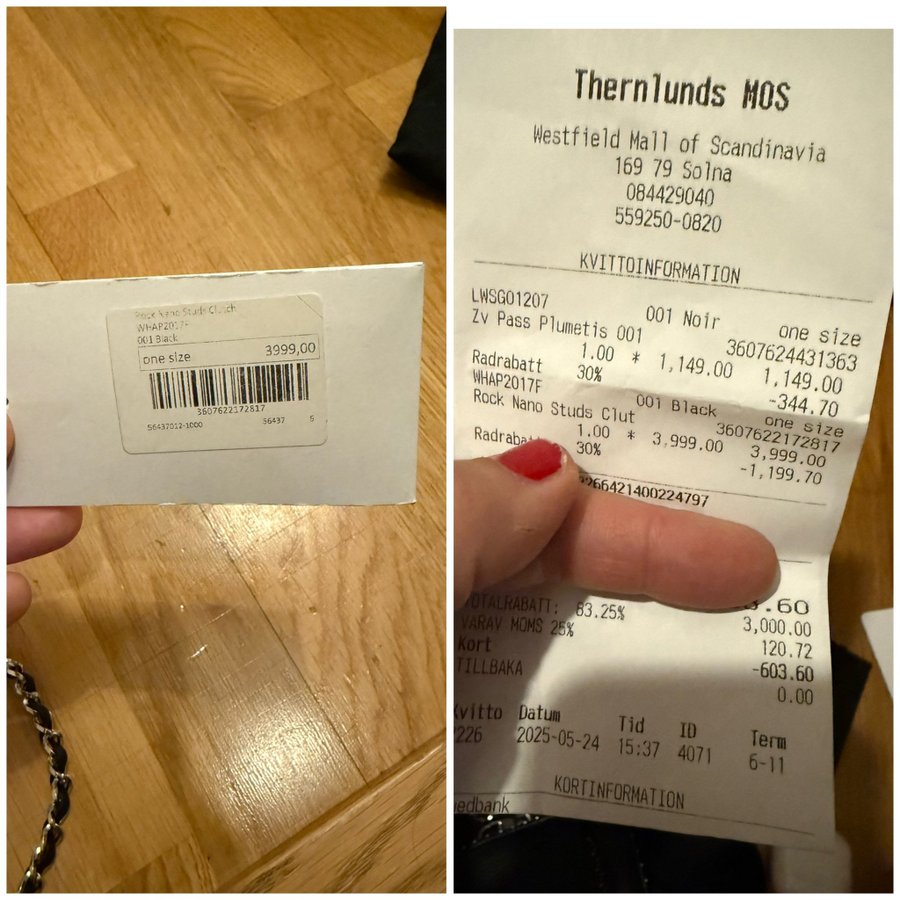 Rock Nano Studs Clutch
WHAP2017F
001 Black
one size 3999,00
3607622172817
56437012-1000 56437 5
Thernlunds MOS
Westfield Mall of Scandinavia
169 79 Solna
084429040
559250-0820
KVITTOINFORMATION
LWSG01207 001 Noir one size
Zv Pass Plumetis 001 3607624431363
1.00 * 1,149.00 1,149.00
Radrabatt 30% -344.70
WHAP2017F 001 Black one size
Rock Nano Studs Clut 3607622172817
1.00 * 3,999.00 3,999.00
30% -1,199.70
266421400224797
3.60
TOTALRABATT: 83.25% 3,000.00
VARAV MOMS 25% 120.72
Kort -603.60
TILLBAKA 0.00
Kvitto Datum Tid ID Term
2226 2025-05-24 15:37 4071 6-11
KORTINFORMATION
edbank